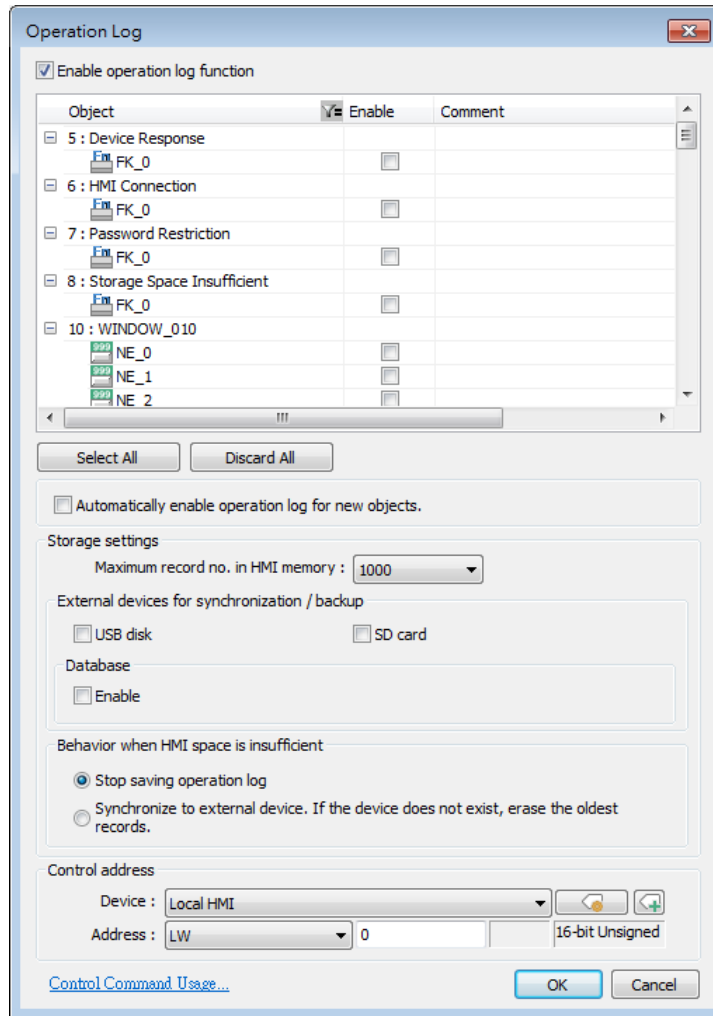 Operation Log
Enable operation log function
Object Enable Comment
5 : Device Response
FK_0
6 : HMI Connection
FK_0
7 : Password Restriction
FK_0
8 : Storage Space Insufficient
FK_0
10 : WINDOW_010
NE_0
NE_1
NE_2
Select All Discard All
Automatically enable operation log for new objects.
Storage settings
Maximum record no. in HMI memory : 1000
External devices for synchronization / backup
USB disk SD card
Database
Enable
Behavior when HMI space is insufficient
Stop saving operation log
Synchronize to external device. If the device does not exist, erase the oldest
records.
Control address
Device : Local HMI
Address : LW 0 16-bit Unsigned
Control Command Usage... OK Cancel